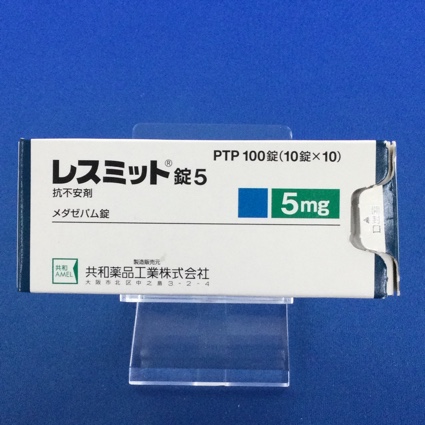 PTP 100錠(10錠×10)
レスミット®錠5
抗不安剤
5mg
メダゼパム錠
製造販売元
共和 AMEL
共和薬品工業株式会社
大阪市北区中之島3-2-4